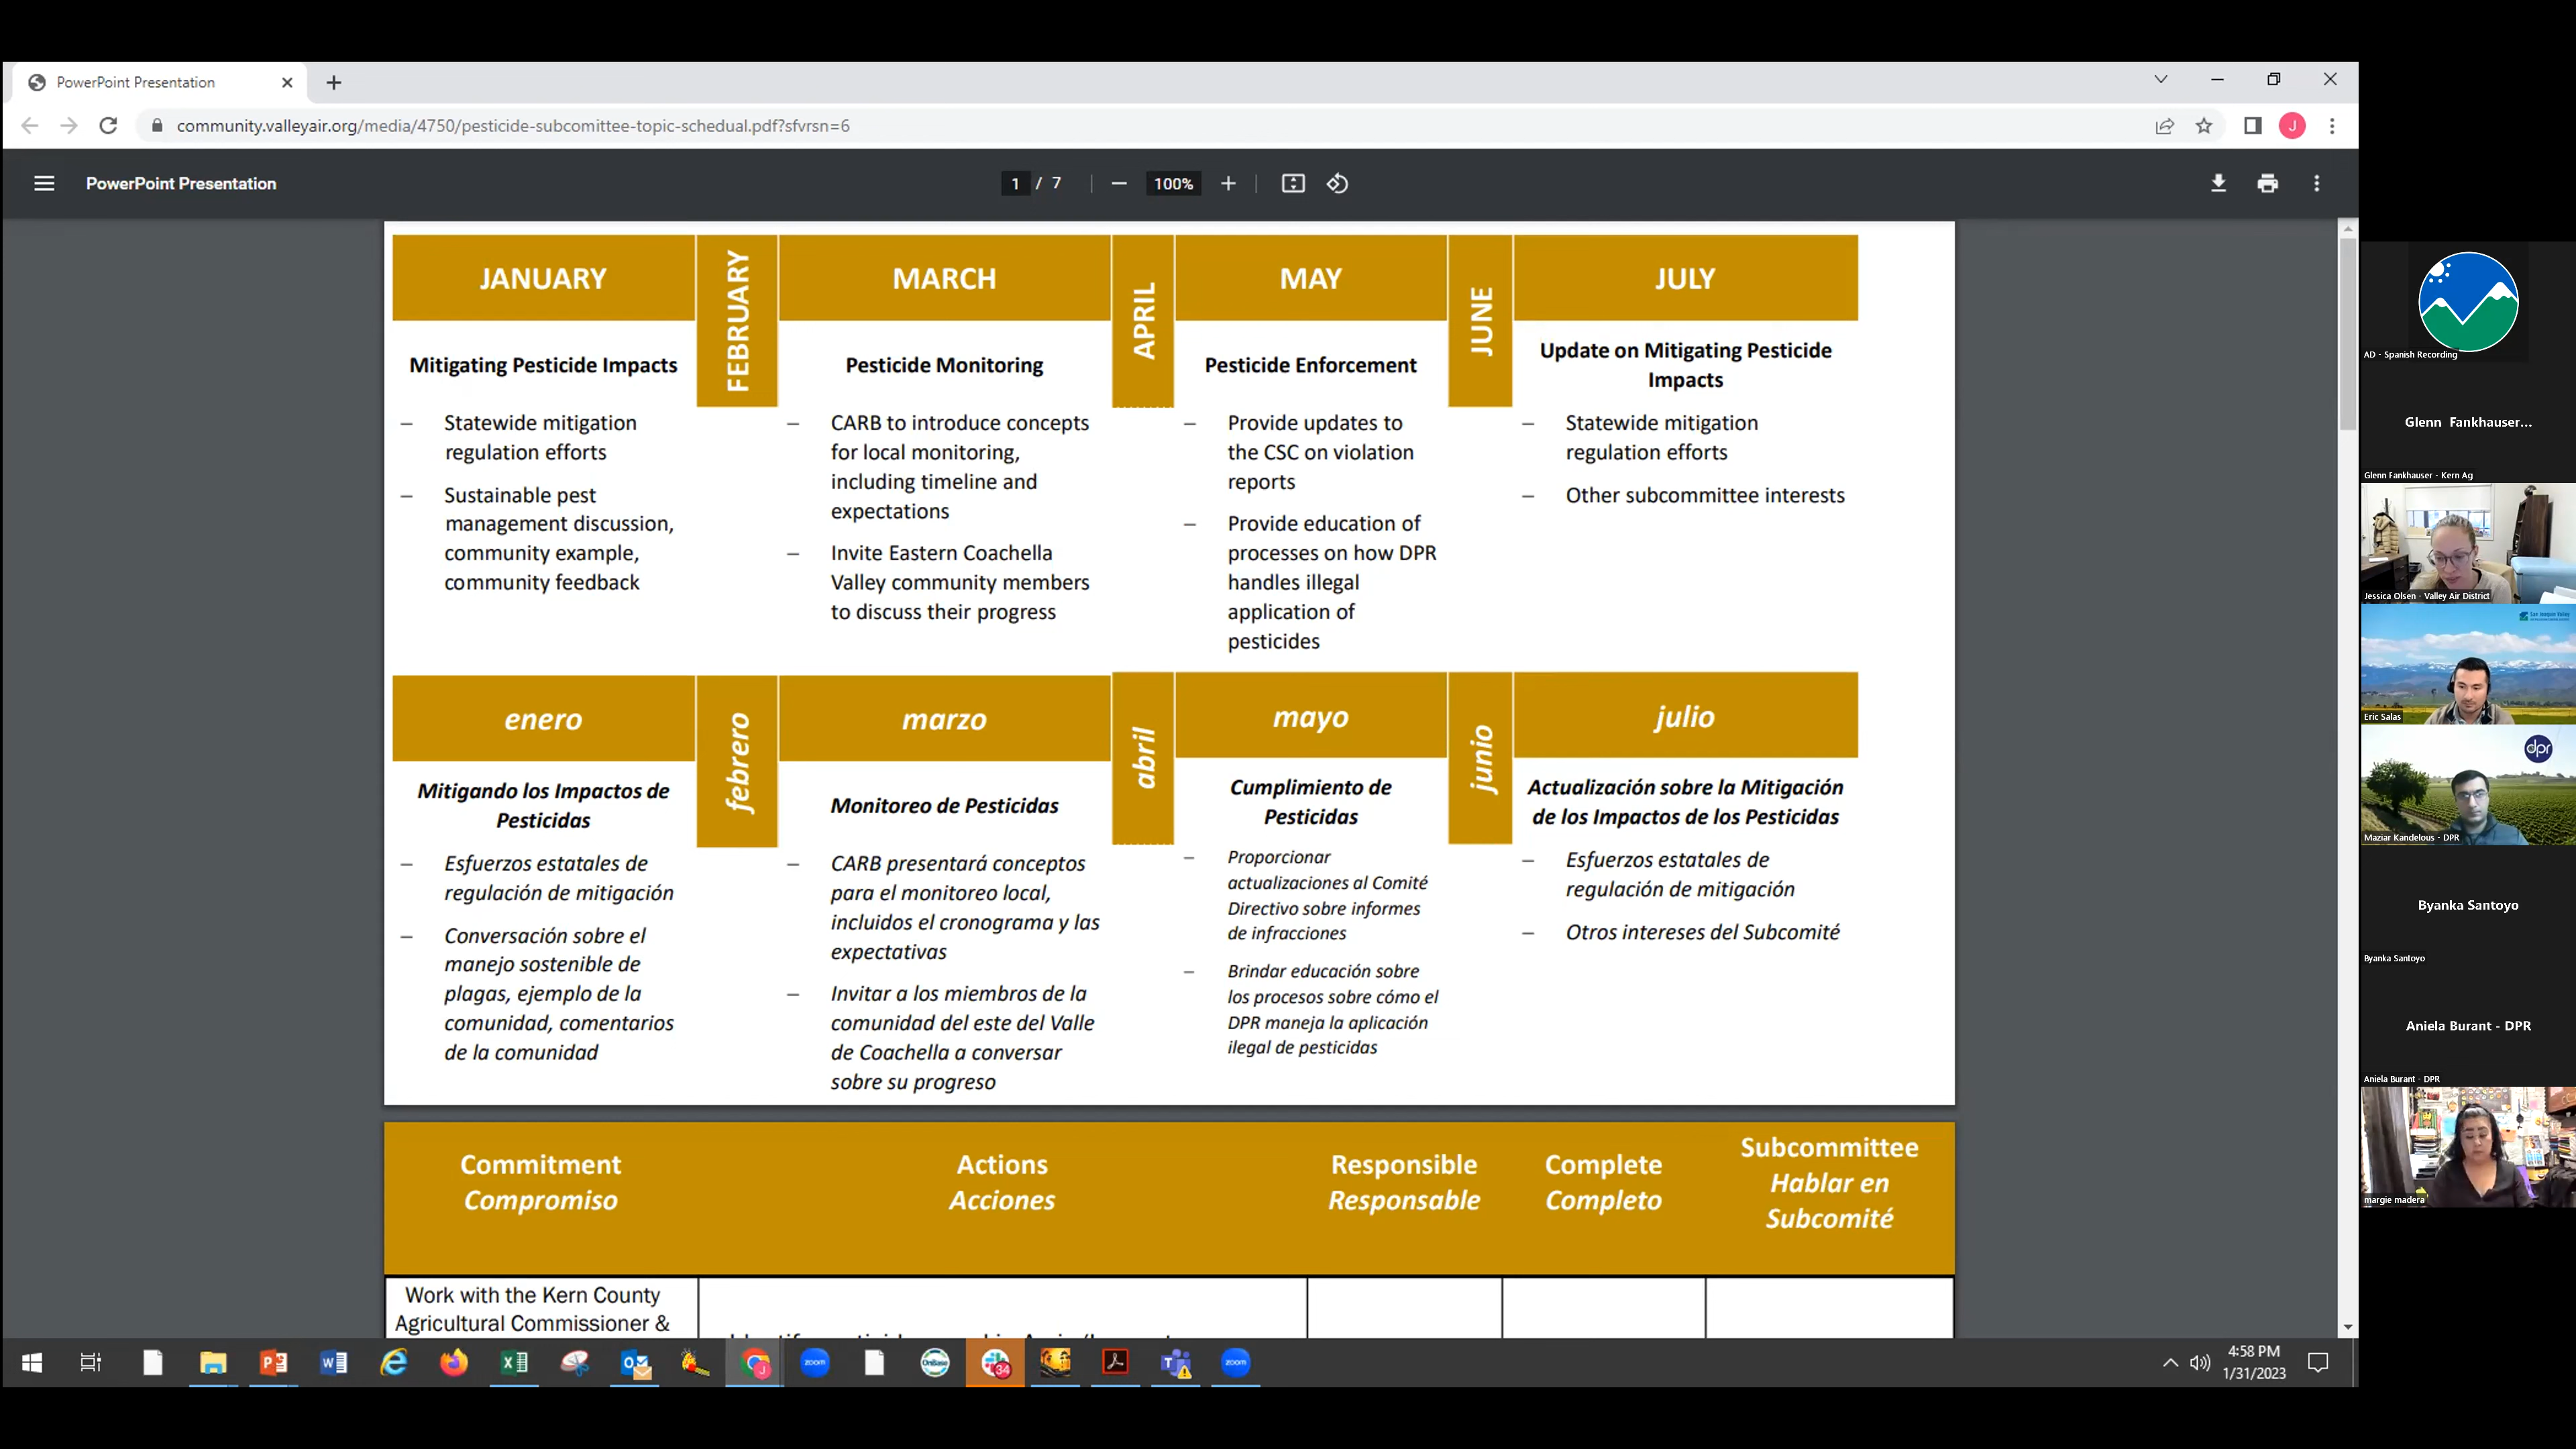 PowerPoint Presentation
community.valleyair.org/media/4750/pesticide-subcomittee-topic-schedual.pdf?sfvrsn=6
J
PowerPoint Presentation
1 / 7
100%
JANUARY
FEBRUARY
MARCH
APRIL
MAY
JUNE
JULY
Mitigating Pesticide Impacts
– Statewide mitigation
regulation efforts
– Sustainable pest
management discussion,
community example,
community feedback
Pesticide Monitoring
– CARB to introduce concepts
for local monitoring,
including timeline and
expectations
– Invite Eastern Coachella
Valley community members
to discuss their progress
Pesticide Enforcement
– Provide updates to
the CSC on violation
reports
– Provide education of
processes on how DPR
handles illegal
application of
pesticides
Update on Mitigating Pesticide
Impacts
– Statewide mitigation
regulation efforts
– Other subcommittee interests
enero
febrero
marzo
abril
mayo
junio
julio
Mitigando los Impactos de
Pesticidas
– Esfuerzos estatales de
regulación de mitigación
– Conversación sobre el
manejo sostenible de
plagas, ejemplo de la
comunidad, comentarios
de la comunidad
Monitoreo de Pesticidas
– CARB presentará conceptos
para el monitoreo local,
incluidos el cronograma y las
expectativas
– Invitar a los miembros de la
comunidad del este del Valle
de Coachella a conversar
sobre su progreso
Cumplimiento de
Pesticidas
– Proporcionar
actualizaciones al Comité
Directivo sobre informes
de infracciones
– Brindar educación sobre
los procesos sobre cómo el
DPR maneja la aplicación
ilegal de pesticidas
Actualización sobre la Mitigación
de los Impactos de los Pesticidas
– Esfuerzos estatales de
regulación de mitigación
– Otros intereses del Subcomité
Commitment
Compromiso
Actions
Acciones
Responsible
Responsable
Complete
Completo
Subcommittee
Hablar en
Subcomité
Work with the Kern County
Agricultural Commissioner &
AD - Spanish Recording
Glenn Fankhauser...
Glenn Fankhauser - Kern Ag
Jessica Olsen - Valley Air District
San Joaquin Valley
Eric Salas
dpr
Maziar Kandelous - DPR
Byanka Santoyo
Byanka Santoyo
Aniela Burant - DPR
Aniela Burant - DPR
margie madera
zoom
OnBase
34
zoom
4:58 PM
1/31/2023